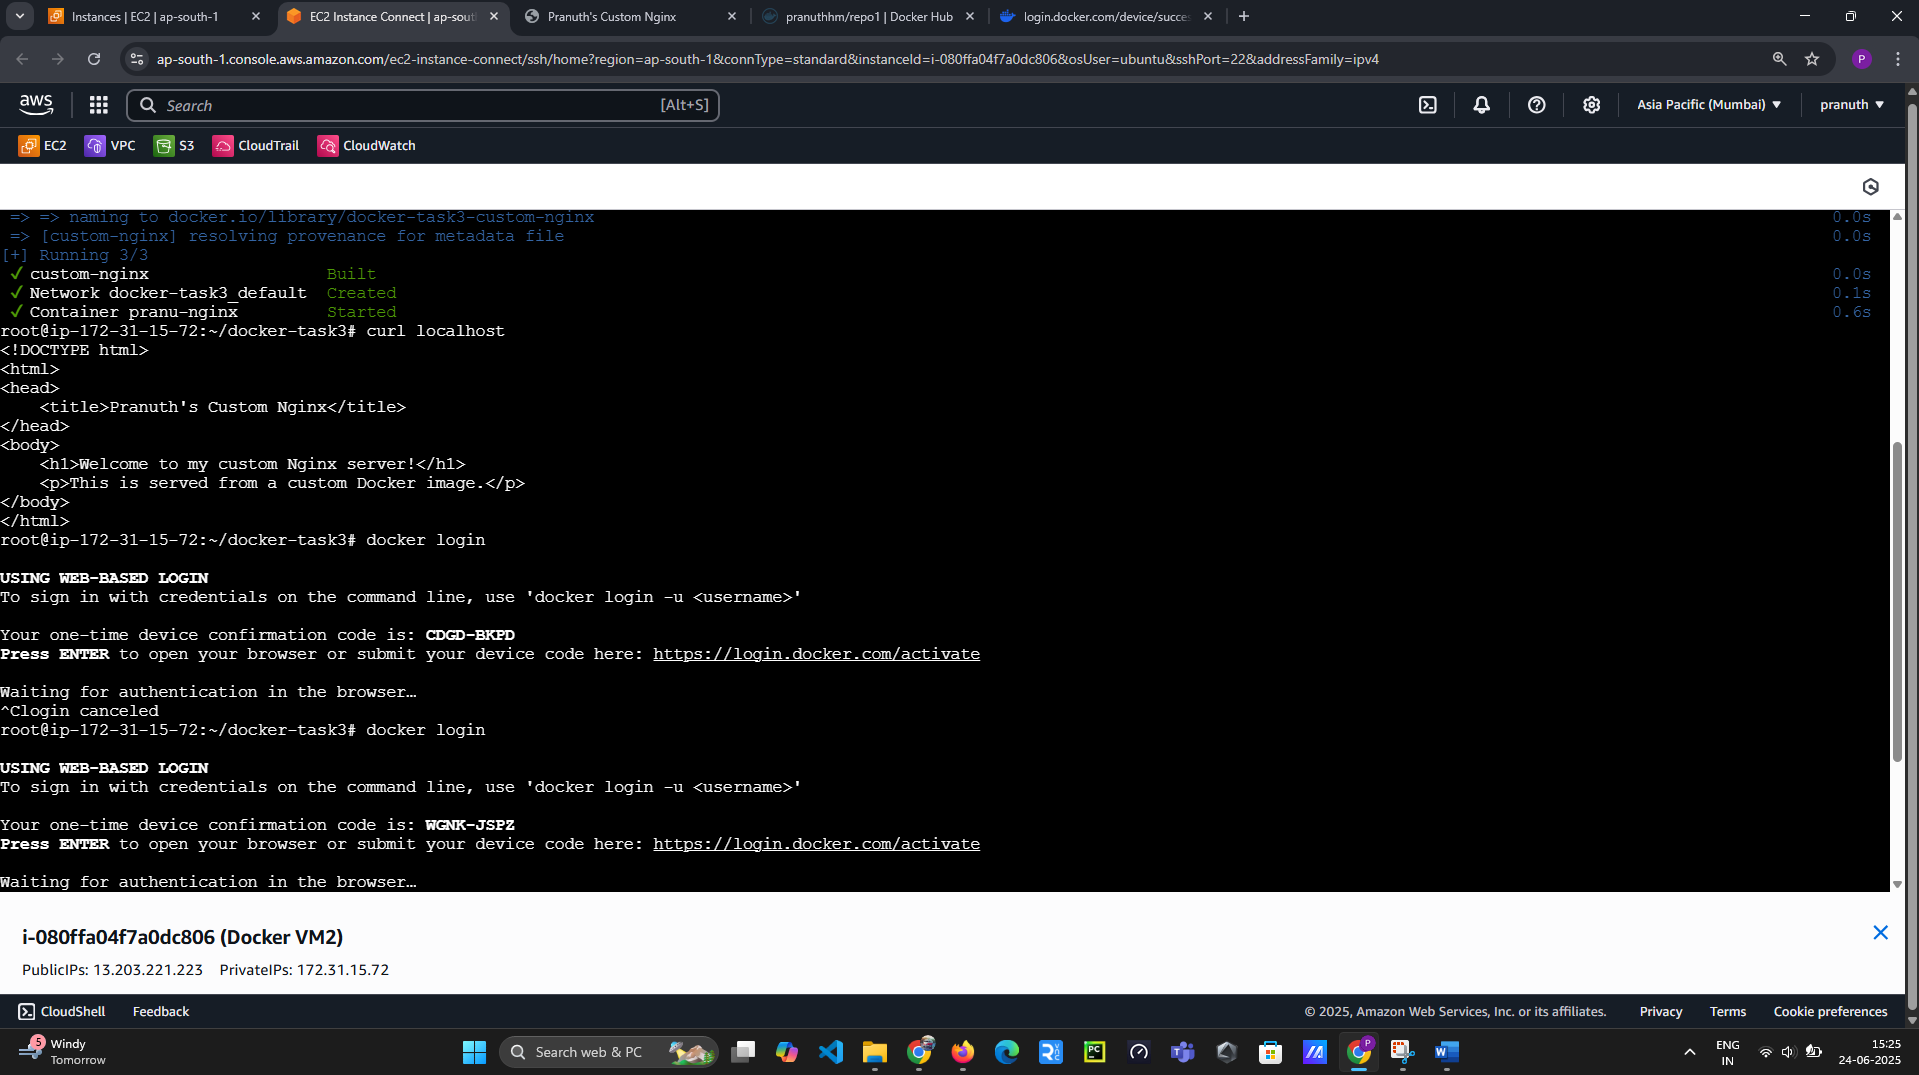 Instances | EC2 | ap-south-1
EC2 Instance Connect | ap-sout
Pranuth's Custom Nginx
pranuthhm/repo1 | Docker Hub
login.docker.com/device/succes
ap-south-1.console.aws.amazon.com/ec2-instance-connect/ssh/home?region=ap-south-1&connType=standard&instanceId=i-080ffa04f7a0dc806&osUser=ubuntu&sshPort=22&addressFamily=ipv4
P
aws
Search
[Alt+S]
Asia Pacific (Mumbai)
pranuth
EC2
VPC
S3
CloudTrail
CloudWatch
=> => naming to docker.io/library/docker-task3-custom-nginx 0.0s
=> [custom-nginx] resolving provenance for metadata file 0.0s
[+] Running 3/3
✓ custom-nginx Built 0.0s
✓ Network docker-task3_default Created 0.1s
✓ Container pranu-nginx Started 0.6s
root@ip-172-31-15-72:~/docker-task3# curl localhost
<!DOCTYPE html>
<html>
<head>
    <title>Pranuth's Custom Nginx</title>
</head>
<body>
    <h1>Welcome to my custom Nginx server!</h1>
    <p>This is served from a custom Docker image.</p>
</body>
</html>
root@ip-172-31-15-72:~/docker-task3# docker login
USING WEB-BASED LOGIN
To sign in with credentials on the command line, use 'docker login -u <username>'
Your one-time device confirmation code is: CDGD-BKPD
Press ENTER to open your browser or submit your device code here: https://login.docker.com/activate
Waiting for authentication in the browser…
^Clogin canceled
root@ip-172-31-15-72:~/docker-task3# docker login
USING WEB-BASED LOGIN
To sign in with credentials on the command line, use 'docker login -u <username>'
Your one-time device confirmation code is: WGNK-JSPZ
Press ENTER to open your browser or submit your device code here: https://login.docker.com/activate
Waiting for authentication in the browser…
i-080ffa04f7a0dc806 (Docker VM2)
PublicIPs: 13.203.221.223 PrivateIPs: 172.31.15.72
CloudShell
Feedback
© 2025, Amazon Web Services, Inc. or its affiliates.
Privacy
Terms
Cookie preferences
5
Windy
Tomorrow
Search web & PC
ENG
IN
15:25
24-06-2025